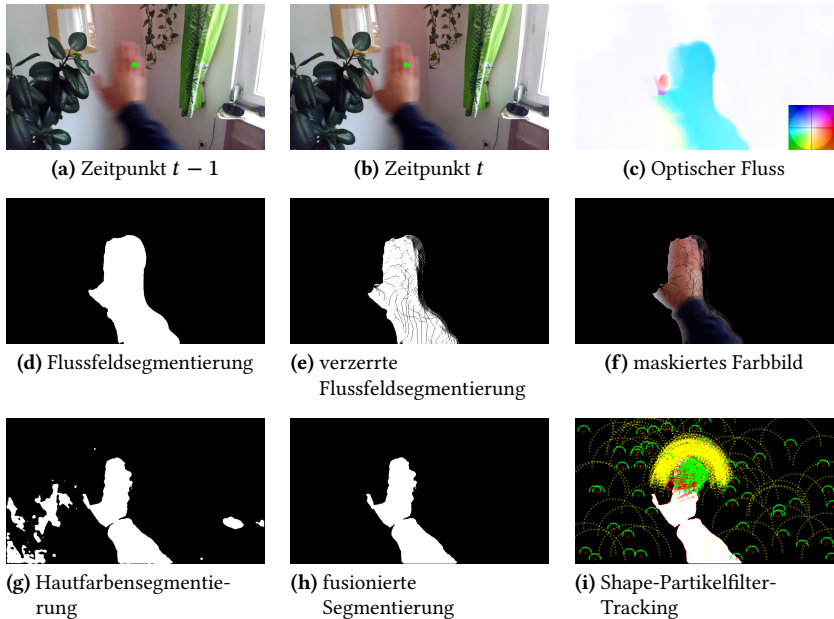 (a) Zeitpunkt t − 1
(b) Zeitpunkt t
(c) Optischer Fluss
(d) Flussfeldsegmentierung
(e) verzerrte
Flussfeldsegmentierung
(f) maskiertes Farbbild
(g) Hautfarbensegmentie-
rung
(h) fusionierte
Segmentierung
(i) Shape-Partikelfilter-
Tracking